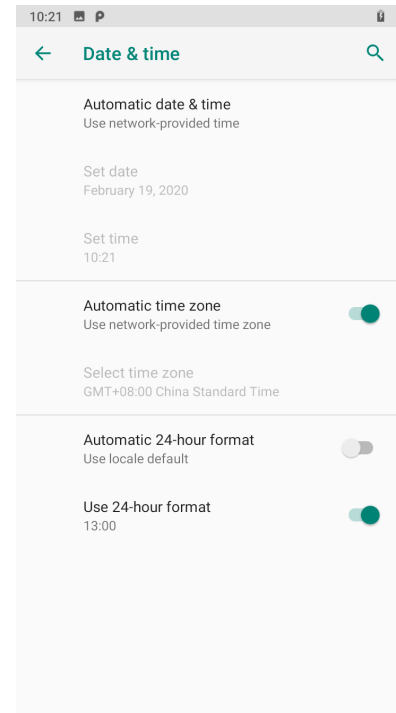 10:21
Date & time
Automatic date & time
Use network-provided time
Set date
February 19, 2020
Set time
10:21
Automatic time zone
Use network-provided time zone
Select time zone
GMT+08:00 China Standard Time
Automatic 24-hour format
Use locale default
Use 24-hour format
13:00